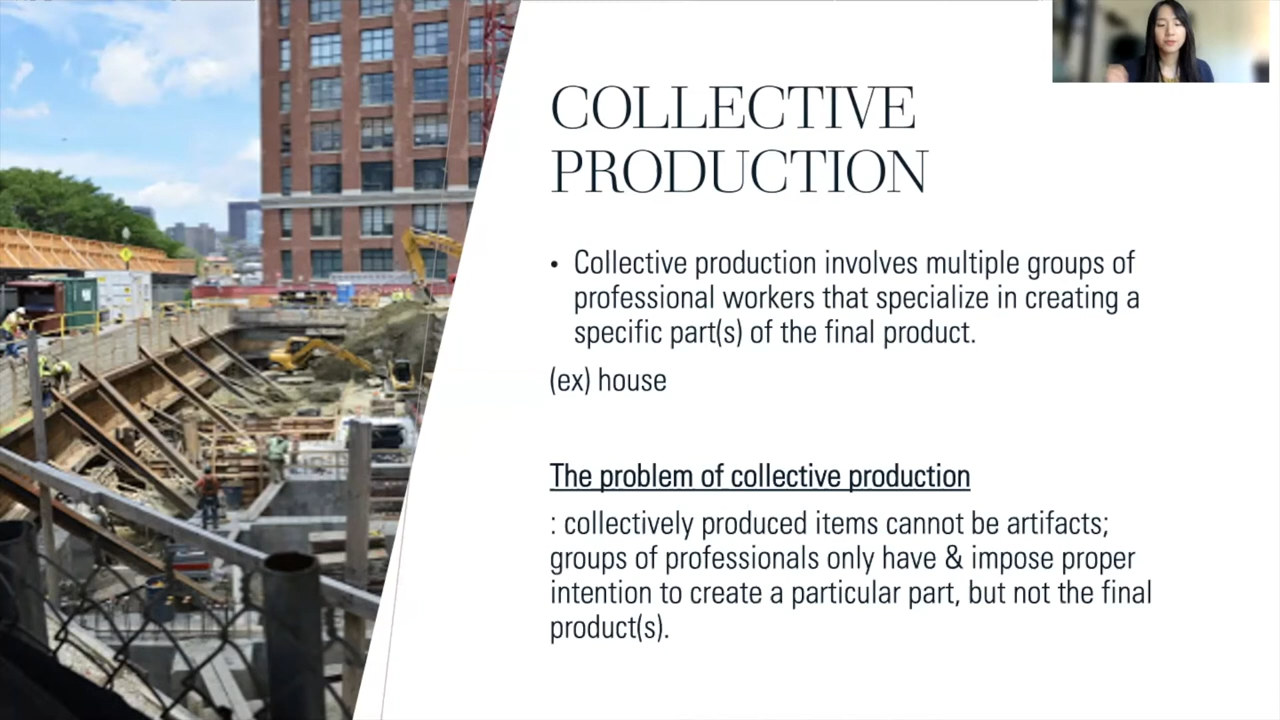 COLLECTIVE
PRODUCTION
• Collective production involves multiple groups of
professional workers that specialize in creating a
specific part(s) of the final product.
(ex) house
The problem of collective production
: collectively produced items cannot be artifacts;
groups of professionals only have & impose proper
intention to create a particular part, but not the final
product(s).